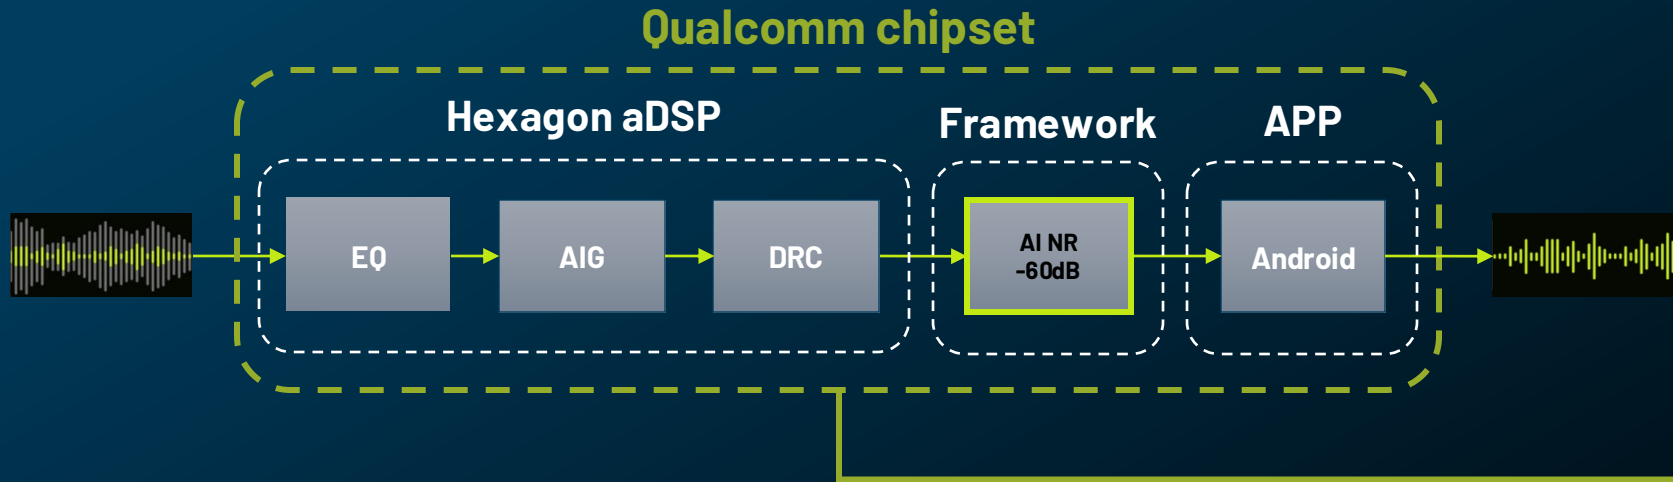 Qualcomm chipset
Hexagon aDSP
Framework
APP
EQ
AIG
DRC
AI NR
-60dB
Android